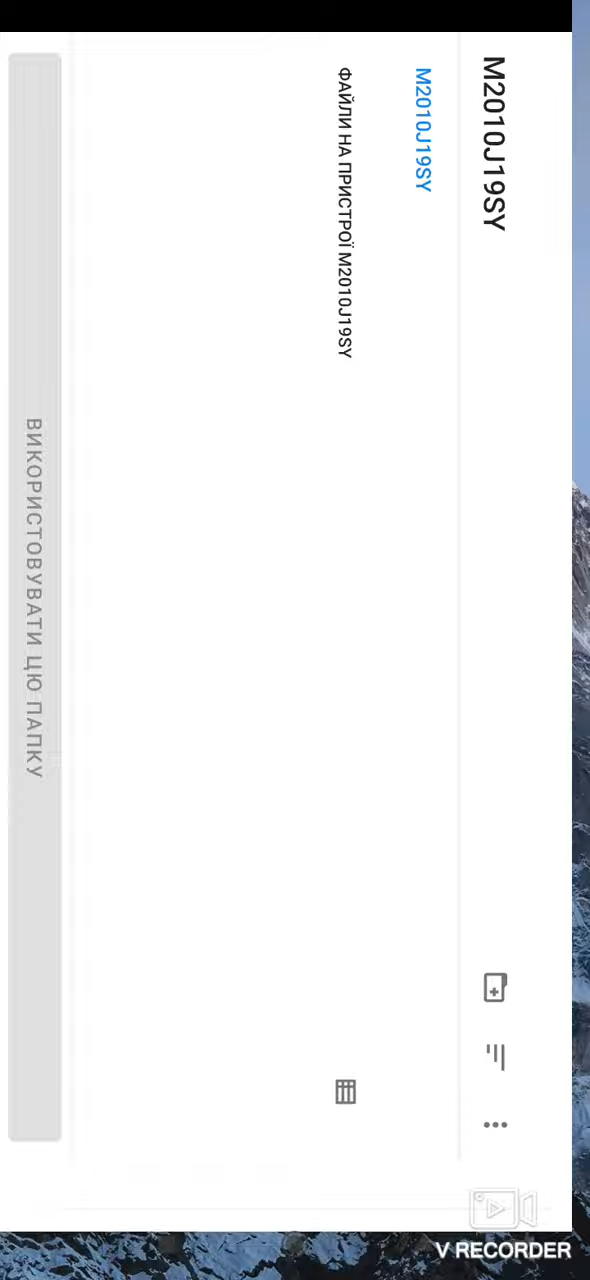 M2010J19SY
M2010J19SY
ФАЙЛИ НА ПРИСТРОЇ M2010J19SY
ВИКОРИСТОВУВАТИ ЦЮ ПАПКУ
V RECORDER